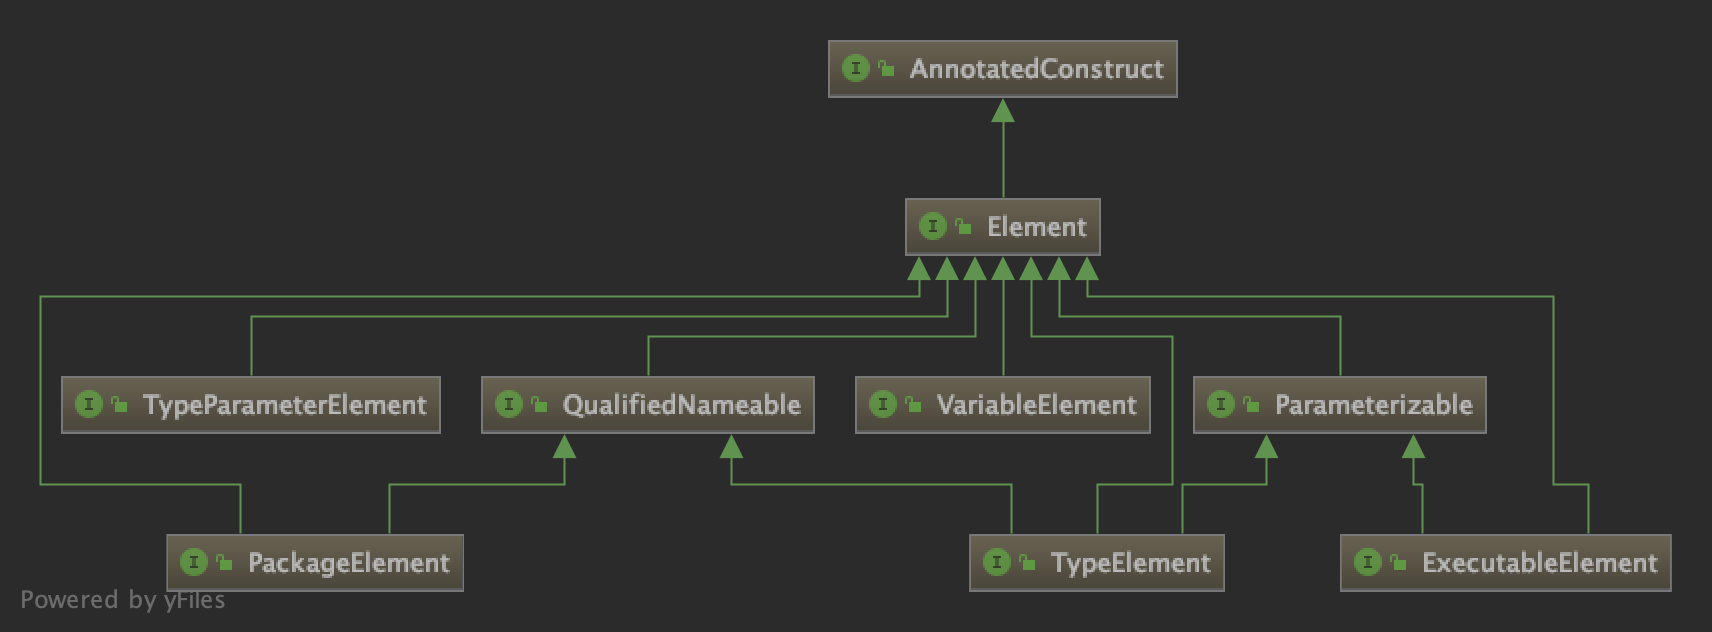 AnnotatedConstruct
Element
TypeParameterElement
QualifiedNameable
VariableElement
Parameterizable
PackageElement
TypeElement
ExecutableElement
Powered by yFiles